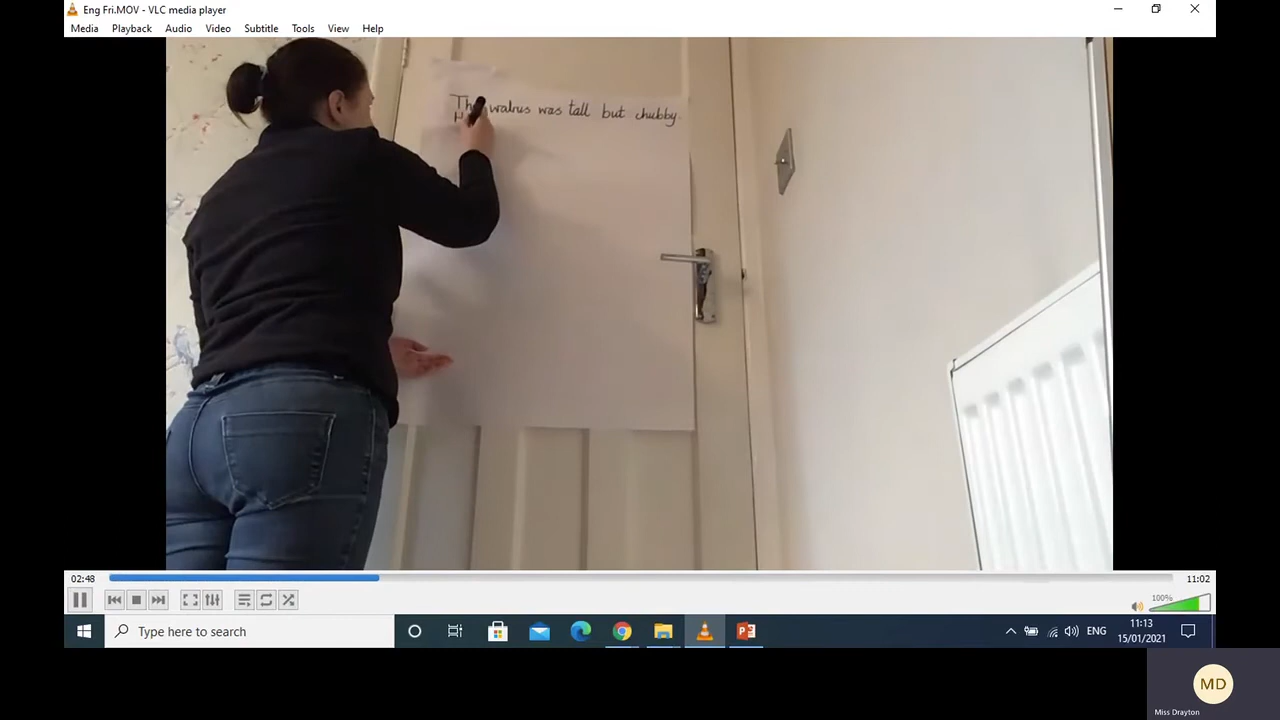 Eng Fri.MOV - VLC media player
Media Playback Audio Video Subtitle Tools View Help
The walrus was tall but chubby.
02:48
11:02
100%
Type here to search
ENG
11:13
15/01/2021
MD
Miss Drayton